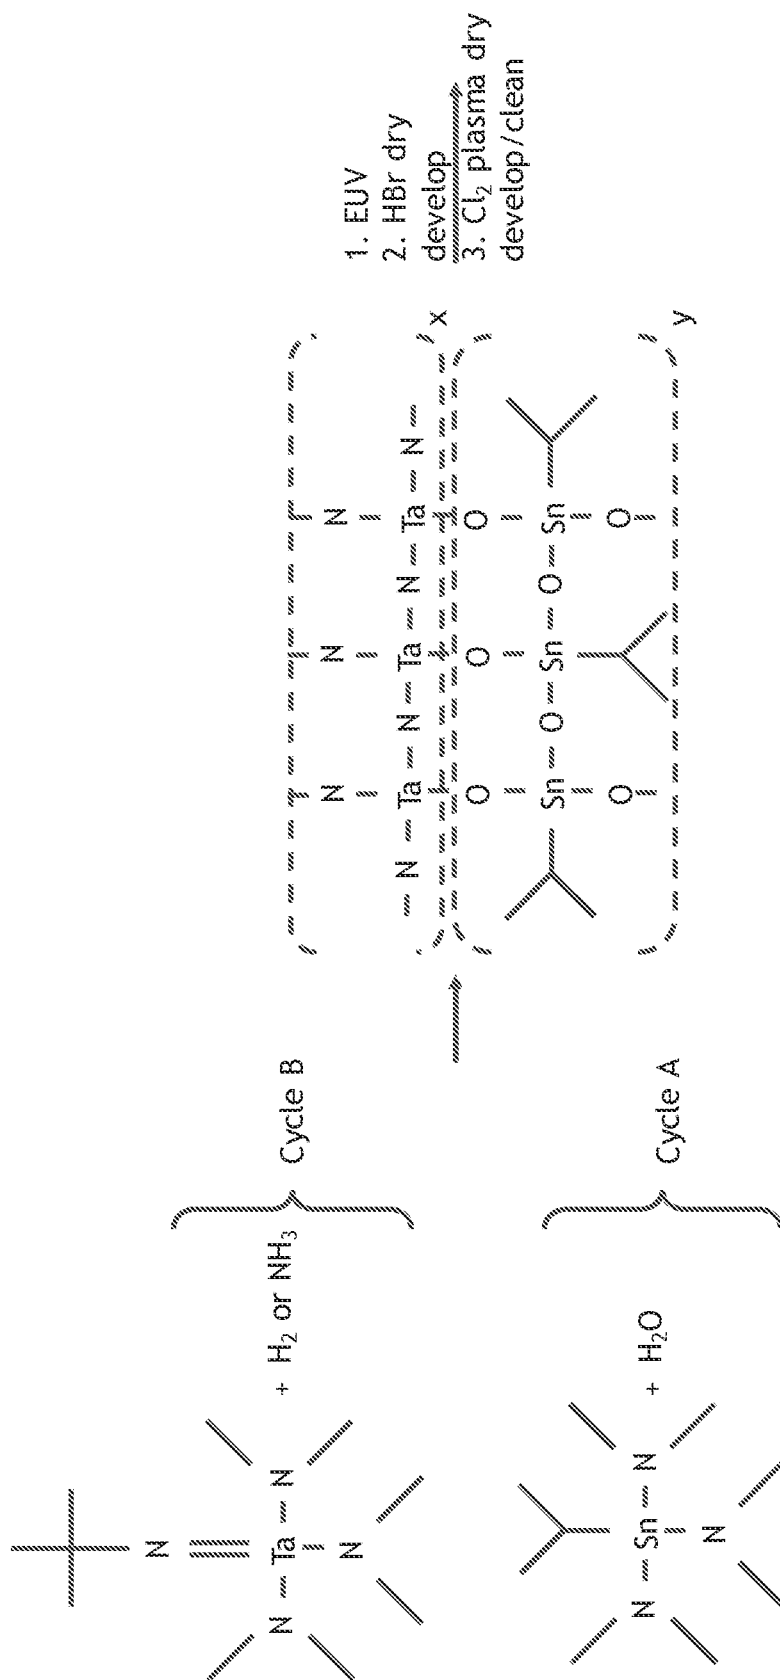 N
N Ta N + H₂ or NH₃
N
Cycle B
N Sn N + H₂O
N
Cycle A
N N N
N Ta N Ta N Ta N
x
O O O
Sn O Sn O Sn
O O
y
1. EUV
2. HBr dry
develop
3. Cl₂ plasma dry
develop/clean